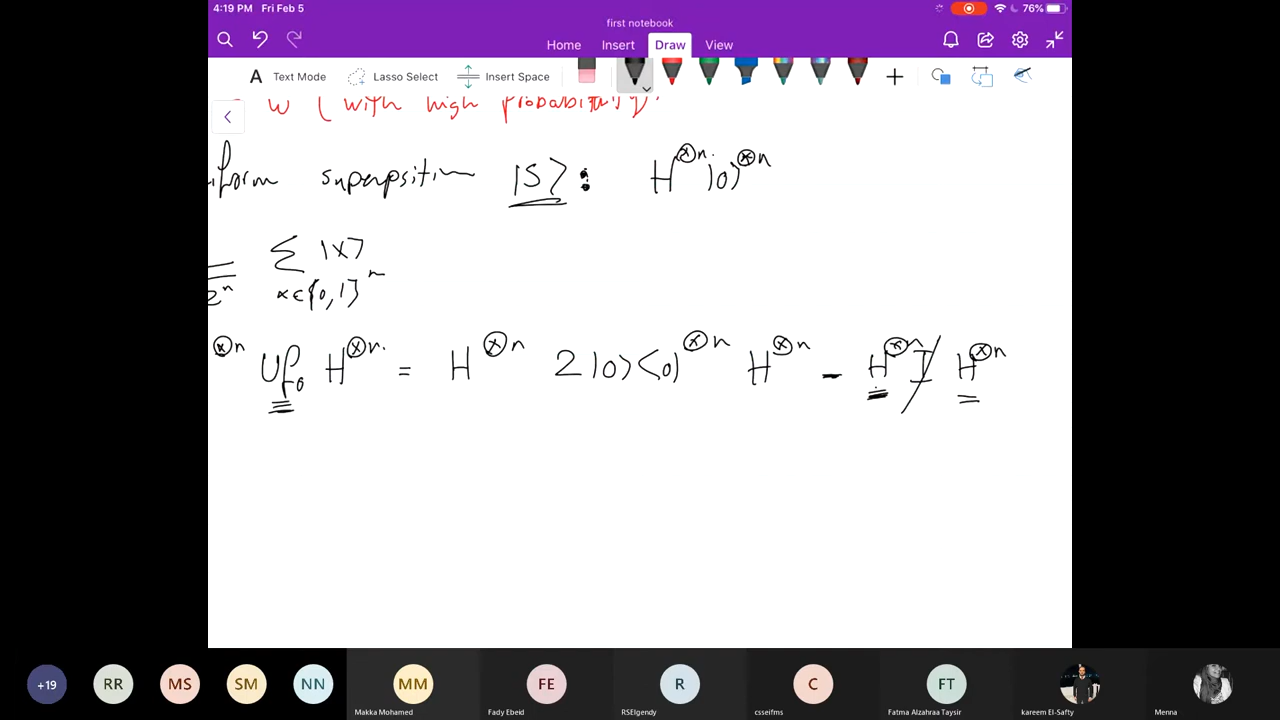 4:19 PM Fri Feb 5
76%
first notebook
Home Insert Draw View
A Text Mode Lasso Select Insert Space
w (with high probability).
superposition |S⟩: H^{⊗n} |0⟩^{⊗n}
Σ |x⟩
2^n x∈{0,1}^n
⊗n Uf₀ H^{⊗n} = H^{⊗n} 2|0⟩⟨0|^{⊗n} H^{⊗n} - H^{⊗n} I H^{⊗n}
+19 RR MS SM NN MM FE R C FT
Makka Mohamed Fady Ebeid RSElgendy csseifms Fatma Alzahraa Taysir kareem El-Safty Menna